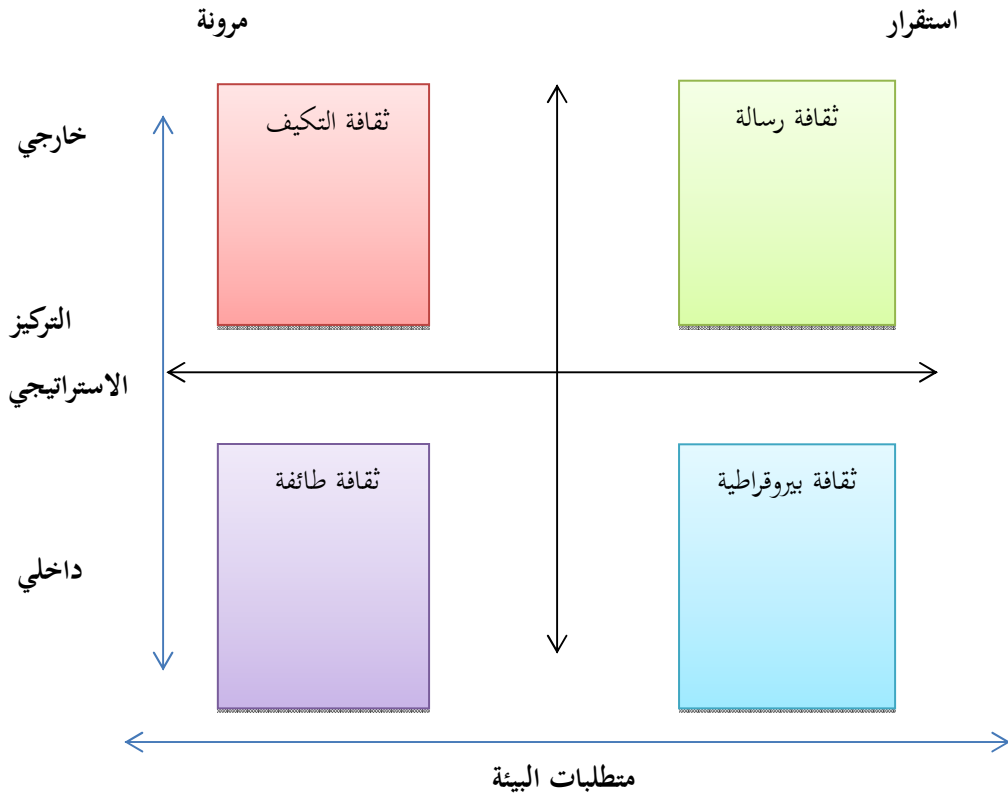 استقرار
مرونة
خارجي
ثقافة رسالة
ثقافة التكيف
التركيز
الاستراتيجي
ثقافة بيروقراطية
ثقافة طائفة
داخلي
متطلبات البيئة